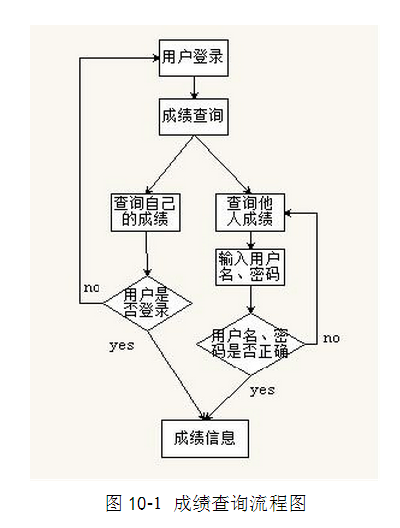 用户登录
成绩查询
查询自己
的成绩
查询他
人成绩
输入用户
名、密码
no
用户是
否登录
yes
用户名、密
码是否正确
no
yes
成绩信息
图 10-1 成绩查询流程图